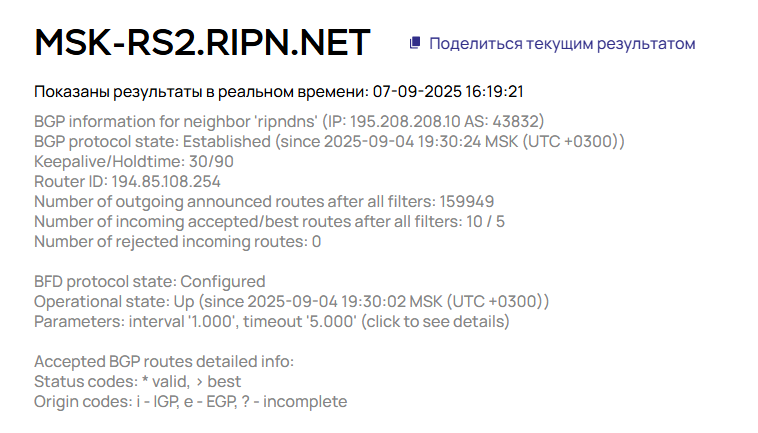 MSK-RS2.RIPN.NET
Поделиться текущим результатом
Показаны результаты в реальном времени: 07-09-2025 16:19:21
BGP information for neighbor 'ripndns' (IP: 195.208.208.10 AS: 43832)
BGP protocol state: Established (since 2025-09-04 19:30:24 MSK (UTC +0300))
Keepalive/Holdtime: 30/90
Router ID: 194.85.108.254
Number of outgoing announced routes after all filters: 159949
Number of incoming accepted/best routes after all filters: 10 / 5
Number of rejected incoming routes: 0
BFD protocol state: Configured
Operational state: Up (since 2025-09-04 19:30:02 MSK (UTC +0300))
Parameters: interval '1.000', timeout '5.000' (click to see details)
Accepted BGP routes detailed info:
Status codes: * valid, > best
Origin codes: i - IGP, e - EGP, ? - incomplete